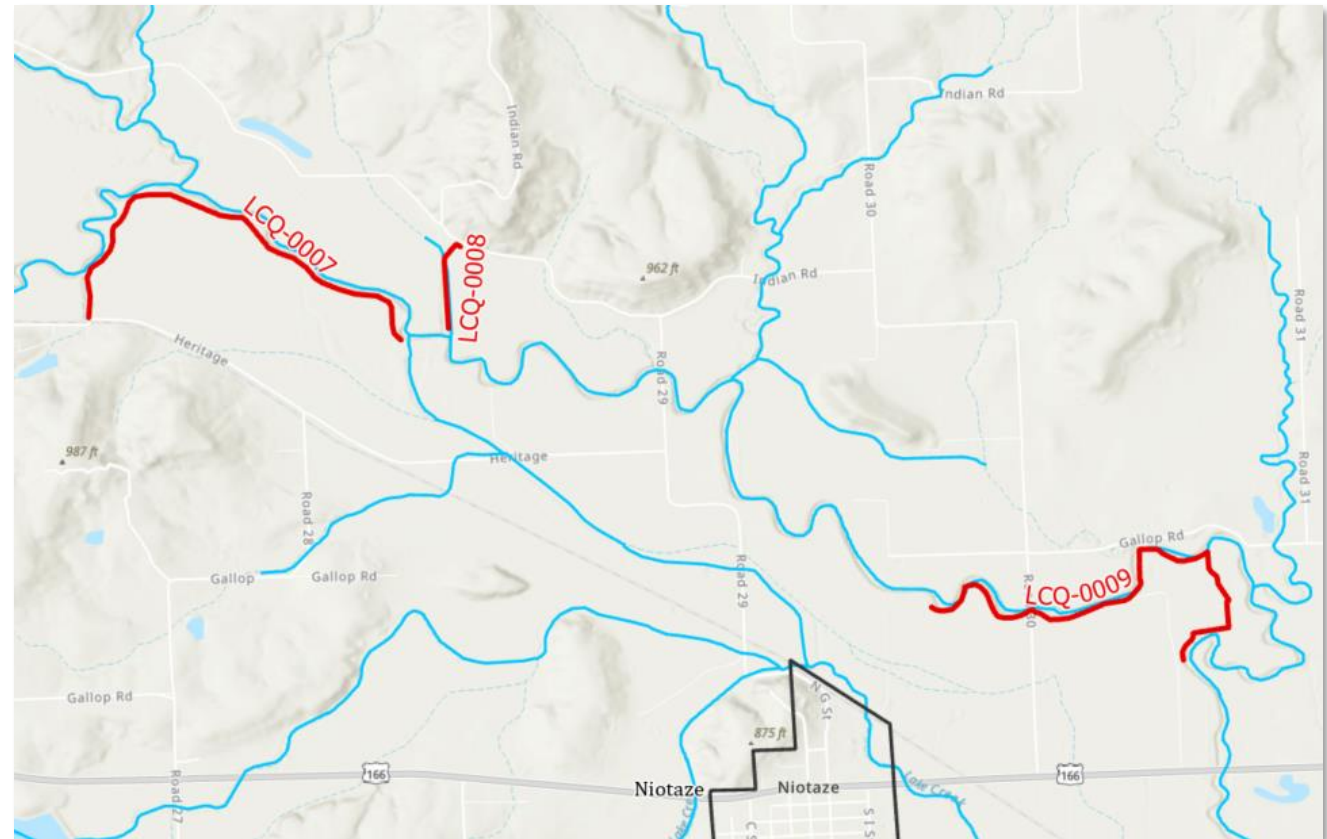 Indian Rd
Indian Rd
Road 30
LCQ-0007
LCQ-0008
962 ft
Indian Rd
Road 31
Heritage
Road 29
987 ft
Heritage
Road 28
Road 31
Gallop Rd
Gallop
Gallop Rd
Road 29
LCQ-0009
Gallop Rd
N G St
875 ft
166
166
Niotaze
Niotaze
Road 27
Lake Creek
C S
S I S